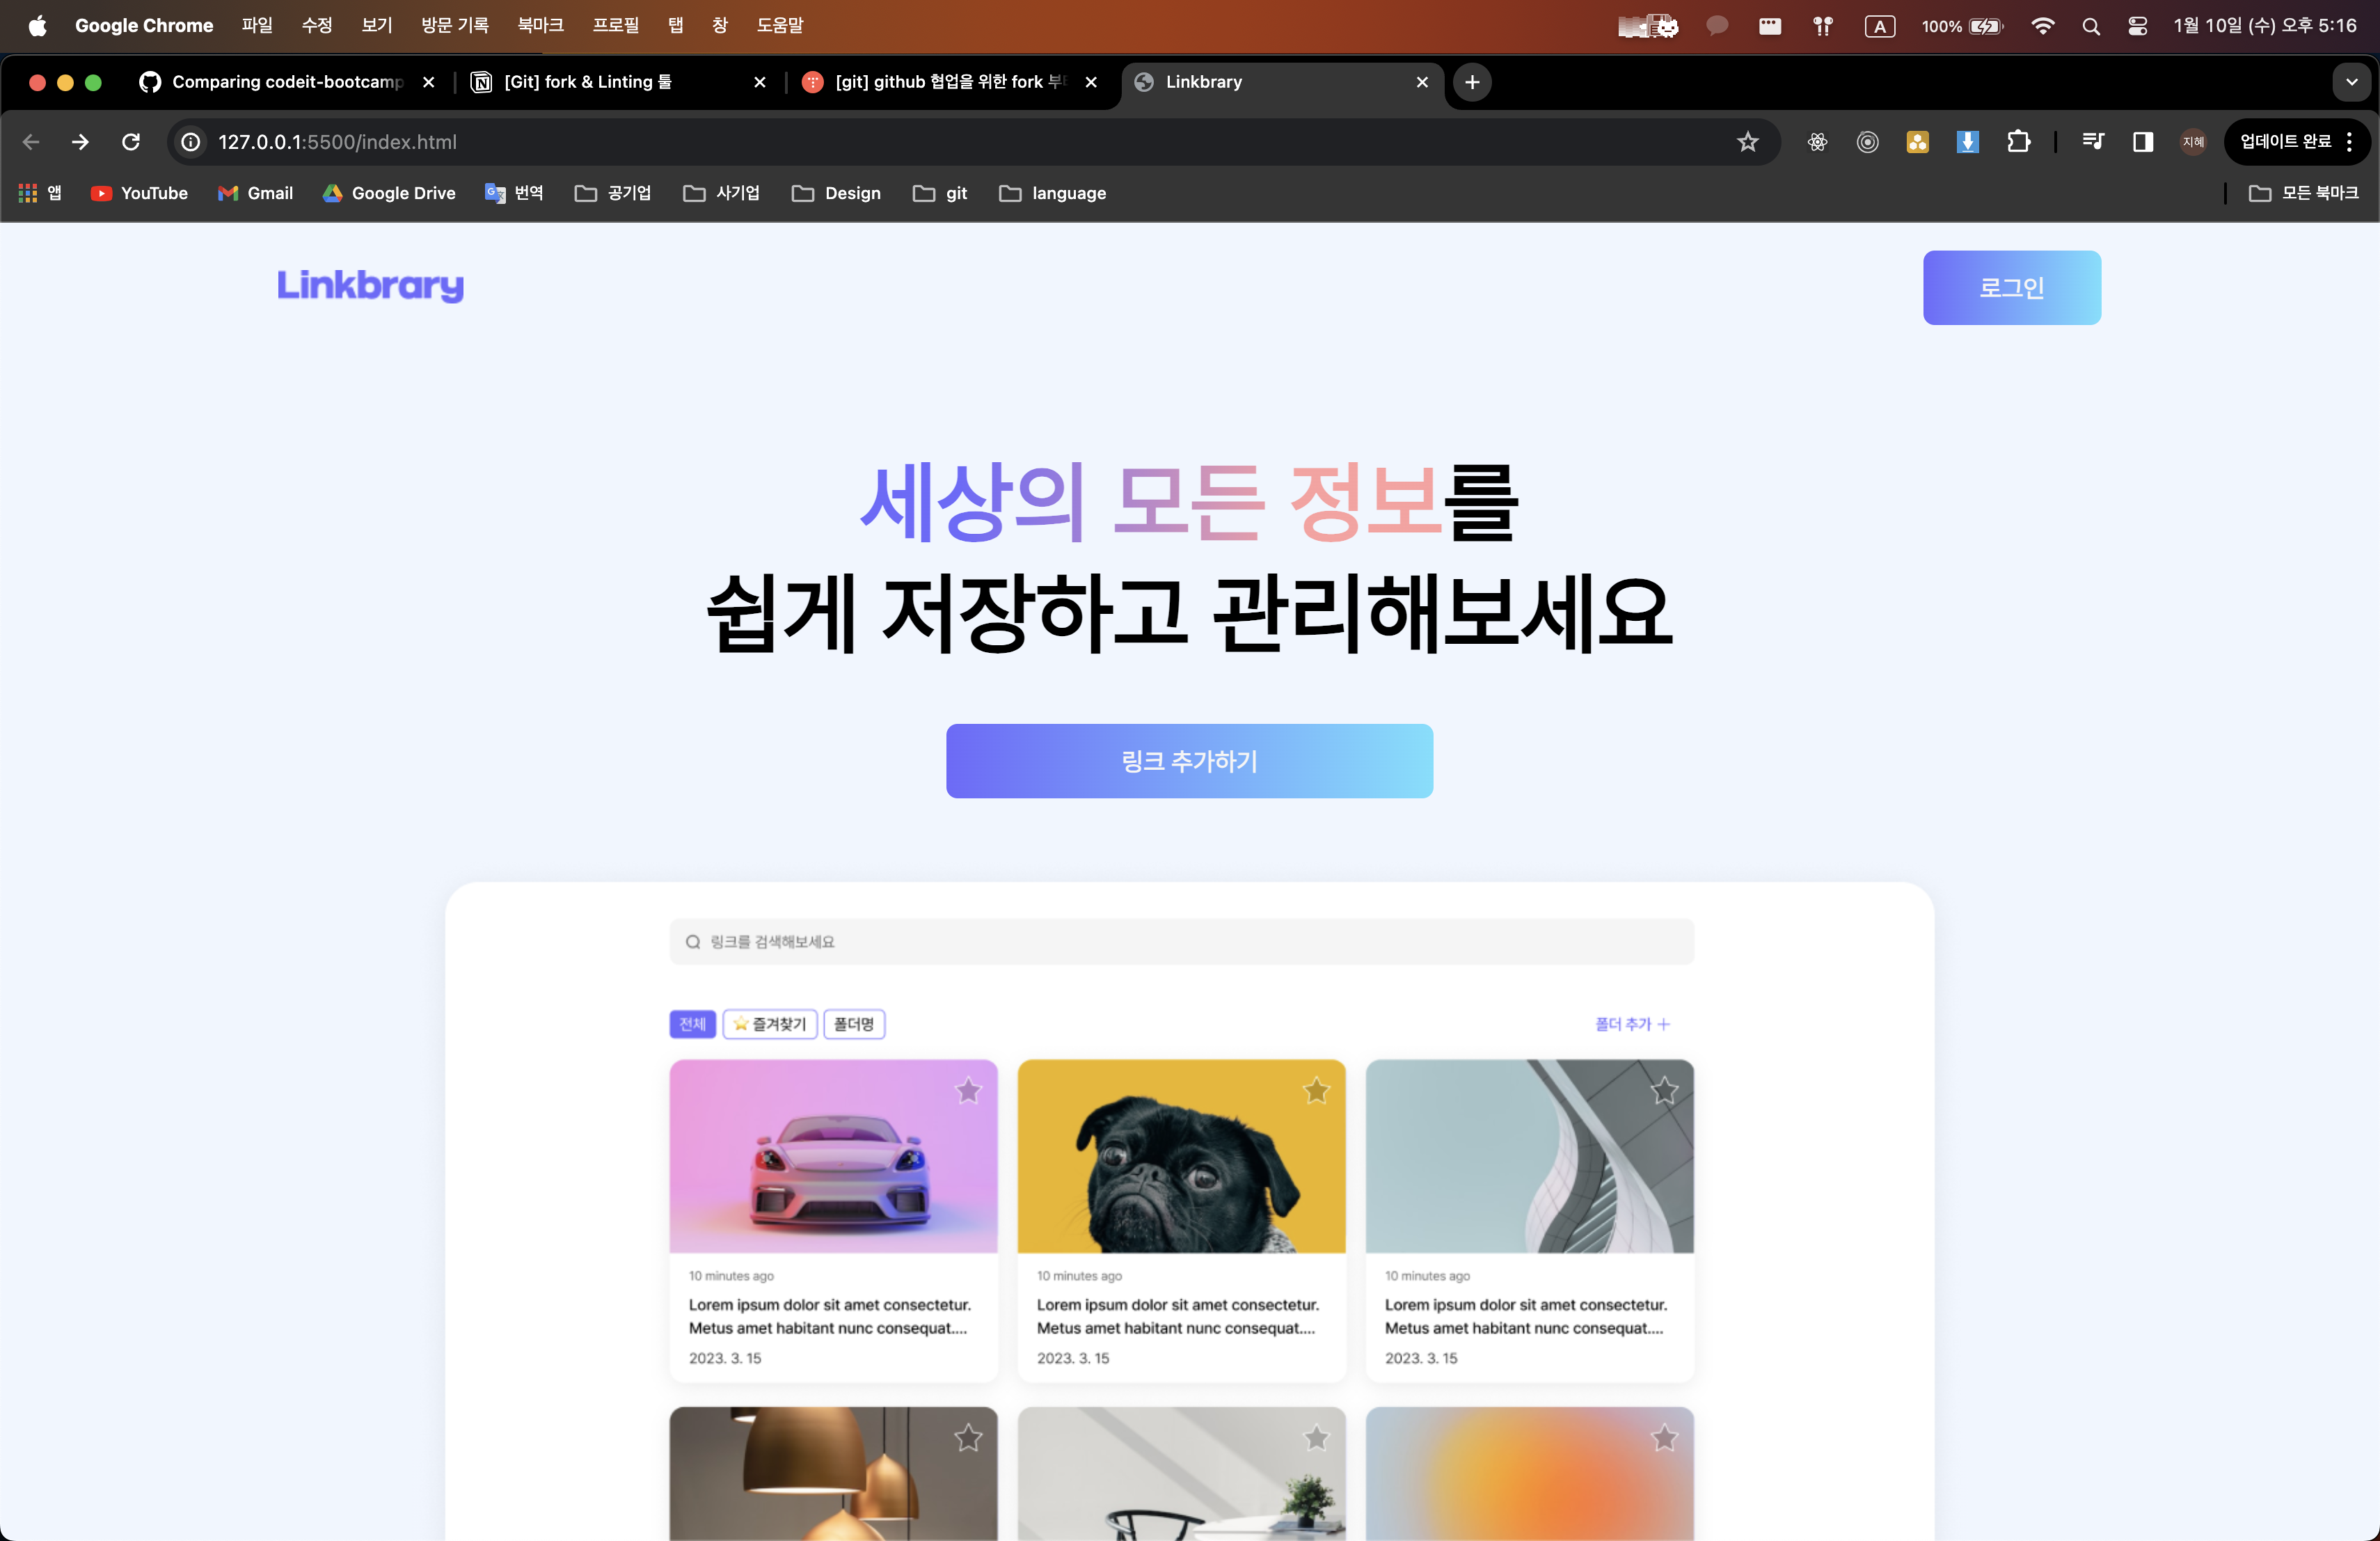 Google Chrome 파일 수정 보기 방문 기록 북마크 프로필 탭 창 도움말 A 100% 1월 10일 (수) 오후 5:16
Comparing codeit-bootcamp [Git] fork & Linting 툴 [git] github 협업을 위한 fork 부터 Linkbrary
127.0.0.1:5500/index.html 지혜 업데이트 완료
앱 YouTube Gmail Google Drive 번역 공기업 사기업 Design git language 모든 북마크
Linkbrary 로그인
세상의 모든 정보를
쉽게 저장하고 관리해보세요
링크 추가하기
링크를 검색해보세요
전체 즐겨찾기 폴더명 폴더 추가
10 minutes ago
Lorem ipsum dolor sit amet consectetur.
Metus amet habitant nunc consequat....
2023. 3. 15
10 minutes ago
Lorem ipsum dolor sit amet consectetur.
Metus amet habitant nunc consequat....
2023. 3. 15
10 minutes ago
Lorem ipsum dolor sit amet consectetur.
Metus amet habitant nunc consequat....
2023. 3. 15